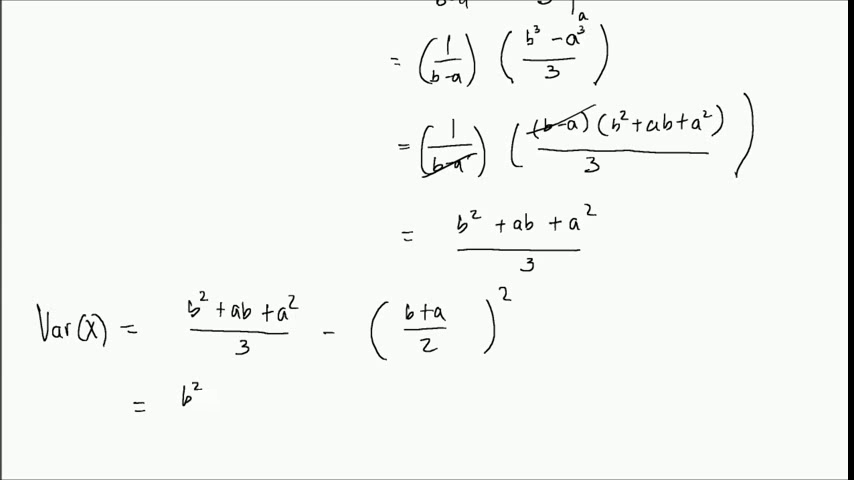 b-a 3 a
= (1/(b-a)) ((b³-a³)/3)
= (1/(b-a)) ((b-a)(b²+ab+a²)/3)
= (b²+ab+a²)/3
Var(X) = (b²+ab+a²)/3 - ((b+a)/2)²
= b²